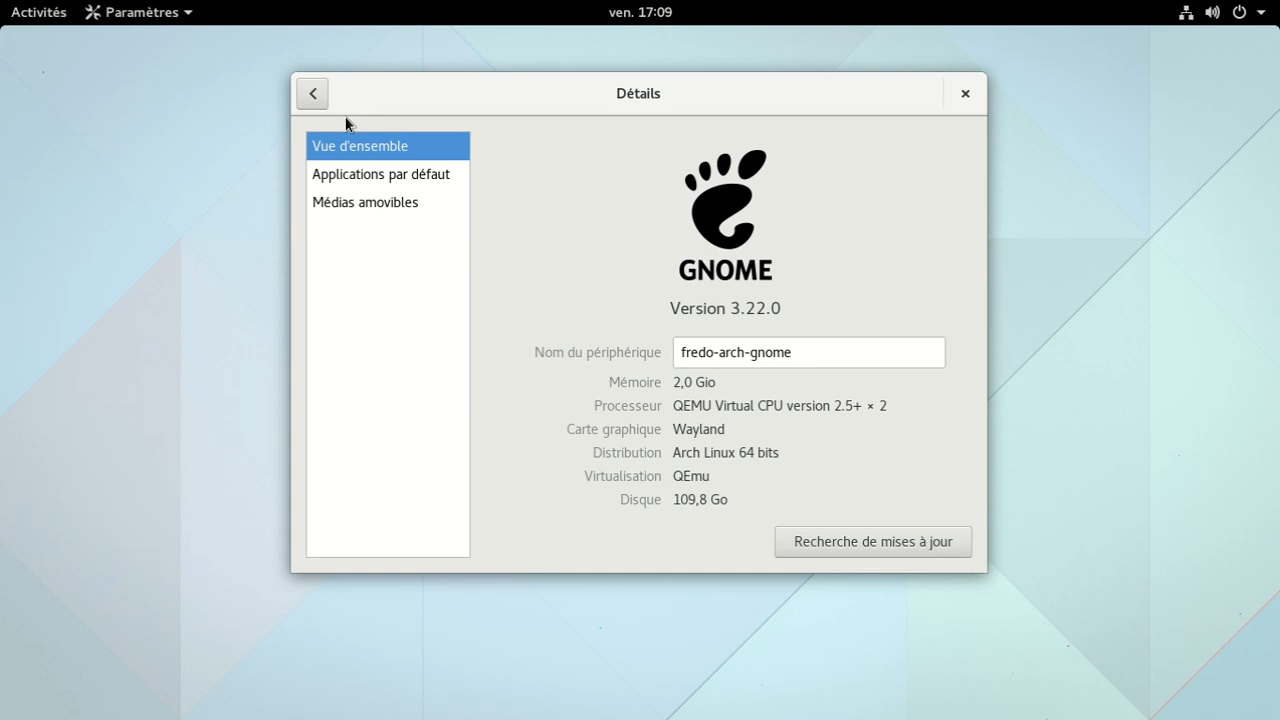 Activités Paramètres ven. 17:09
Détails
Vue d'ensemble
Applications par défaut
Médias amovibles
GNOME
Version 3.22.0
Nom du périphérique fredo-arch-gnome
Mémoire 2,0 Gio
Processeur QEMU Virtual CPU version 2.5+ × 2
Carte graphique Wayland
Distribution Arch Linux 64 bits
Virtualisation QEmu
Disque 109,8 Go
Recherche de mises à jour